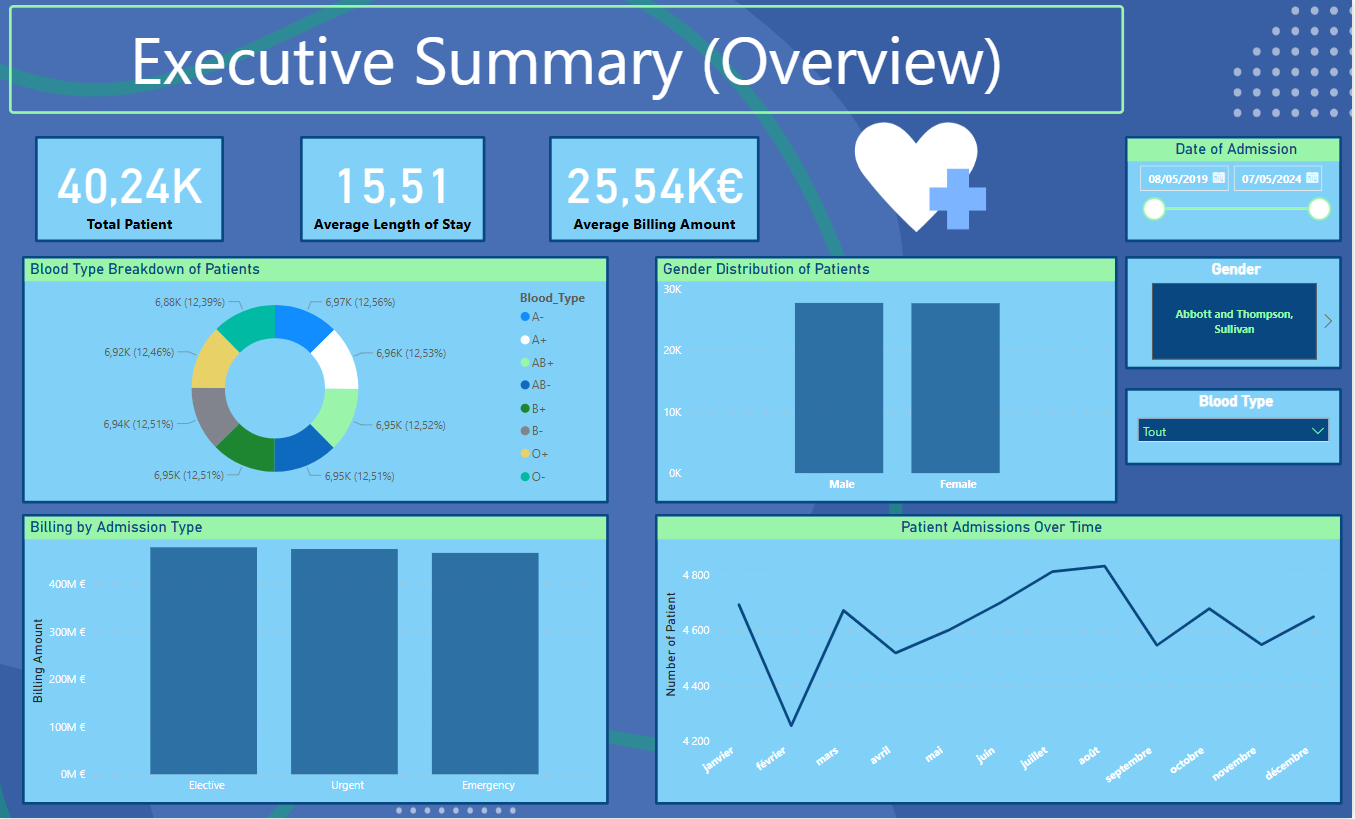 Executive Summary (Overview)
40,24K
Total Patient
15,51
Average Length of Stay
25,54K€
Average Billing Amount
Date of Admission
08/05/2019
07/05/2024
Blood Type Breakdown of Patients
6,88K (12,39%)
6,97K (12,56%)
6,92K (12,46%)
6,96K (12,53%)
6,94K (12,51%)
6,95K (12,52%)
6,95K (12,51%)
6,95K (12,51%)
Blood_Type
A-
A+
AB+
AB-
B+
B-
O+
O-
Gender Distribution of Patients
30K
20K
10K
0K
Male
Female
Gender
Abbott and Thompson,
Sullivan
Blood Type
Tout
Billing by Admission Type
Billing Amount
400M €
300M €
200M €
100M €
0M €
Elective
Urgent
Emergency
Patient Admissions Over Time
Number of Patient
4 800
4 600
4 400
4 200
janvier
février
mars
avril
mai
juin
juillet
août
septembre
octobre
novembre
décembre